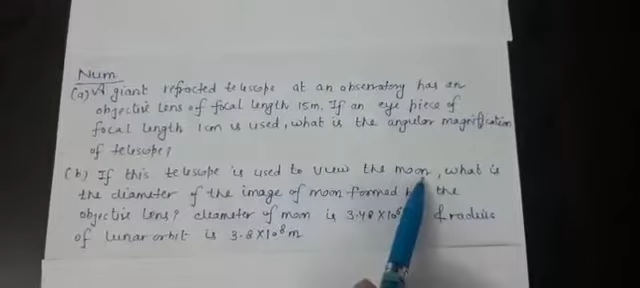 Num
(a) A giant refracted telescope at an observatory has an
objective lens of focal length 15m. If an eye piece of
focal length 1cm is used, what is the angular magnification
of telescope?
(b) If this telescope is used to view the moon, what is
the diameter of the image of moon formed the
objective lens? diameter of moon is 3.48×10⁶ & radius
of lunar orbit is 3.8×10⁸m